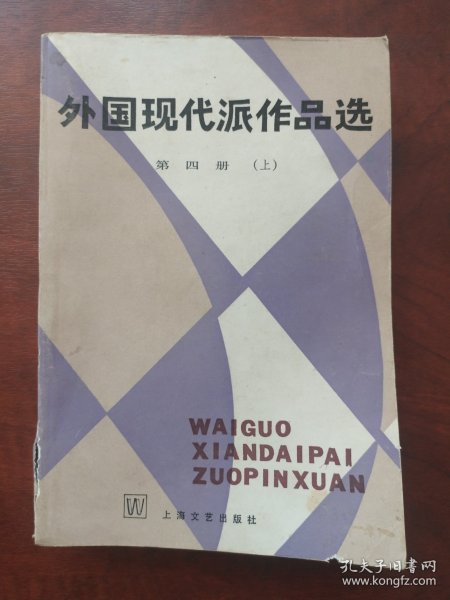 外国现代派作品选
第四册（上）
WAIGUO
XIANDAIPAI
ZUOPINXUAN
W
上海文艺出版社
孔夫子旧书网
www.kongfz.com